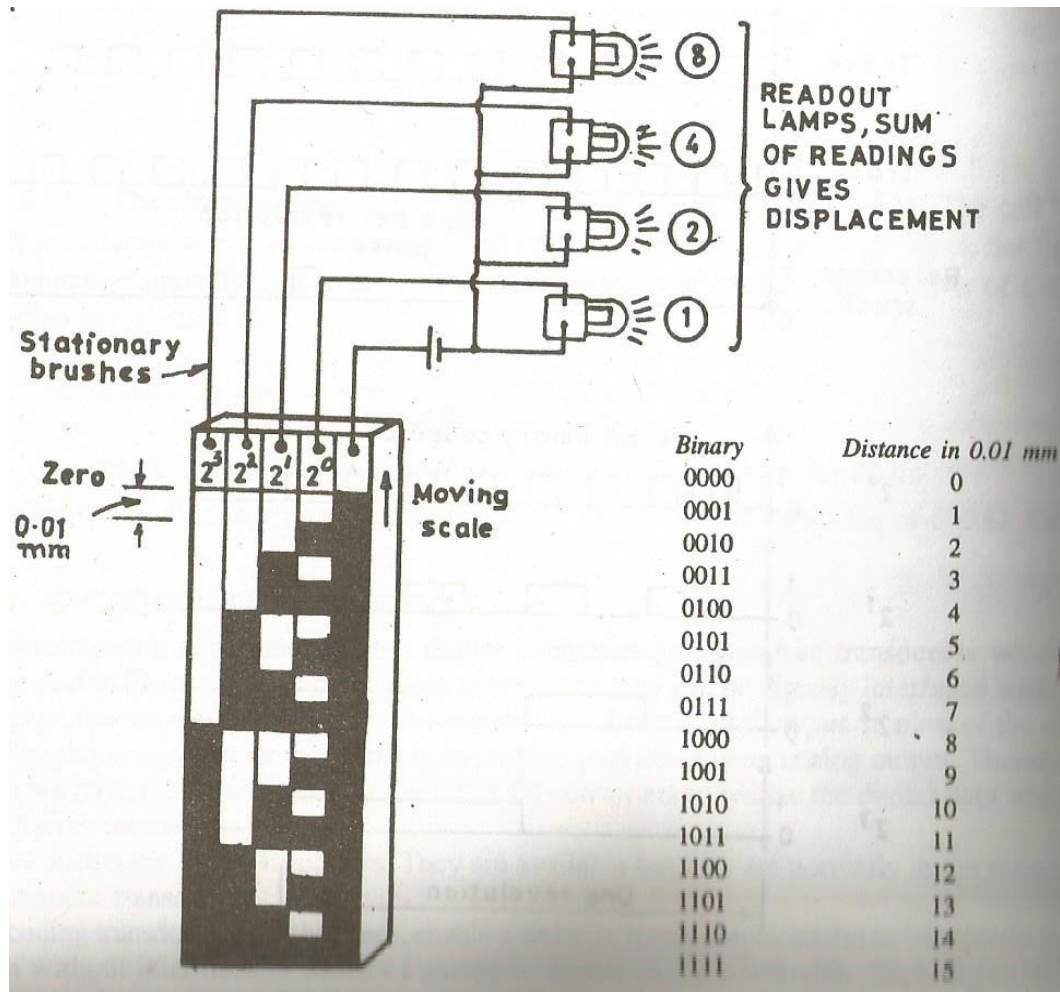 8
4
2
1
READOUT
LAMPS, SUM
OF READINGS
GIVES
DISPLACEMENT
Stationary
brushes
2³ 2² 2¹ 2⁰
Zero
0.01
mm
Moving
scale
Binary Distance in 0.01 mm
0000 0
0001 1
0010 2
0011 3
0100 4
0101 5
0110 6
0111 7
1000 8
1001 9
1010 10
1011 11
1100 12
1101 13
1110 14
1111 15